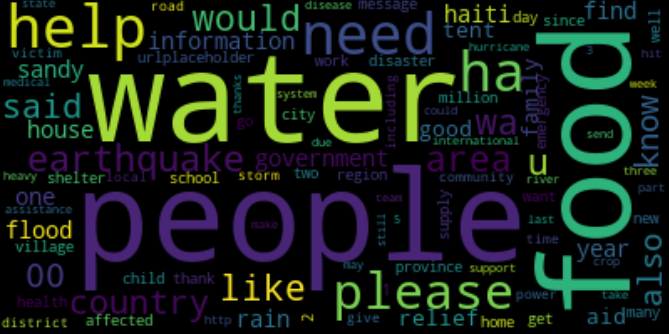 state
road
disease
message
help
would
need
haiti
day
since
find
well
information
tent
hurricane
victim
urlplaceholder
work
disaster
sandy
water
ha
food
3
hit
medical
thanks
system
including
million
family
emergency
week
said
city
good
wa
could
know
house
go
due
international
send
earthquake
government
area
u
three
heavy
shelter
local
school
storm
two
region
community
river
part
one
people
want
assistance
team
supply
last
new
flood
make
still
5
time
year
also
village
crop
00
child
thank
like
may
province
support
power
take
health
country
1
please
many
district
affected
http
rain
2
give
relief
home
get
aid